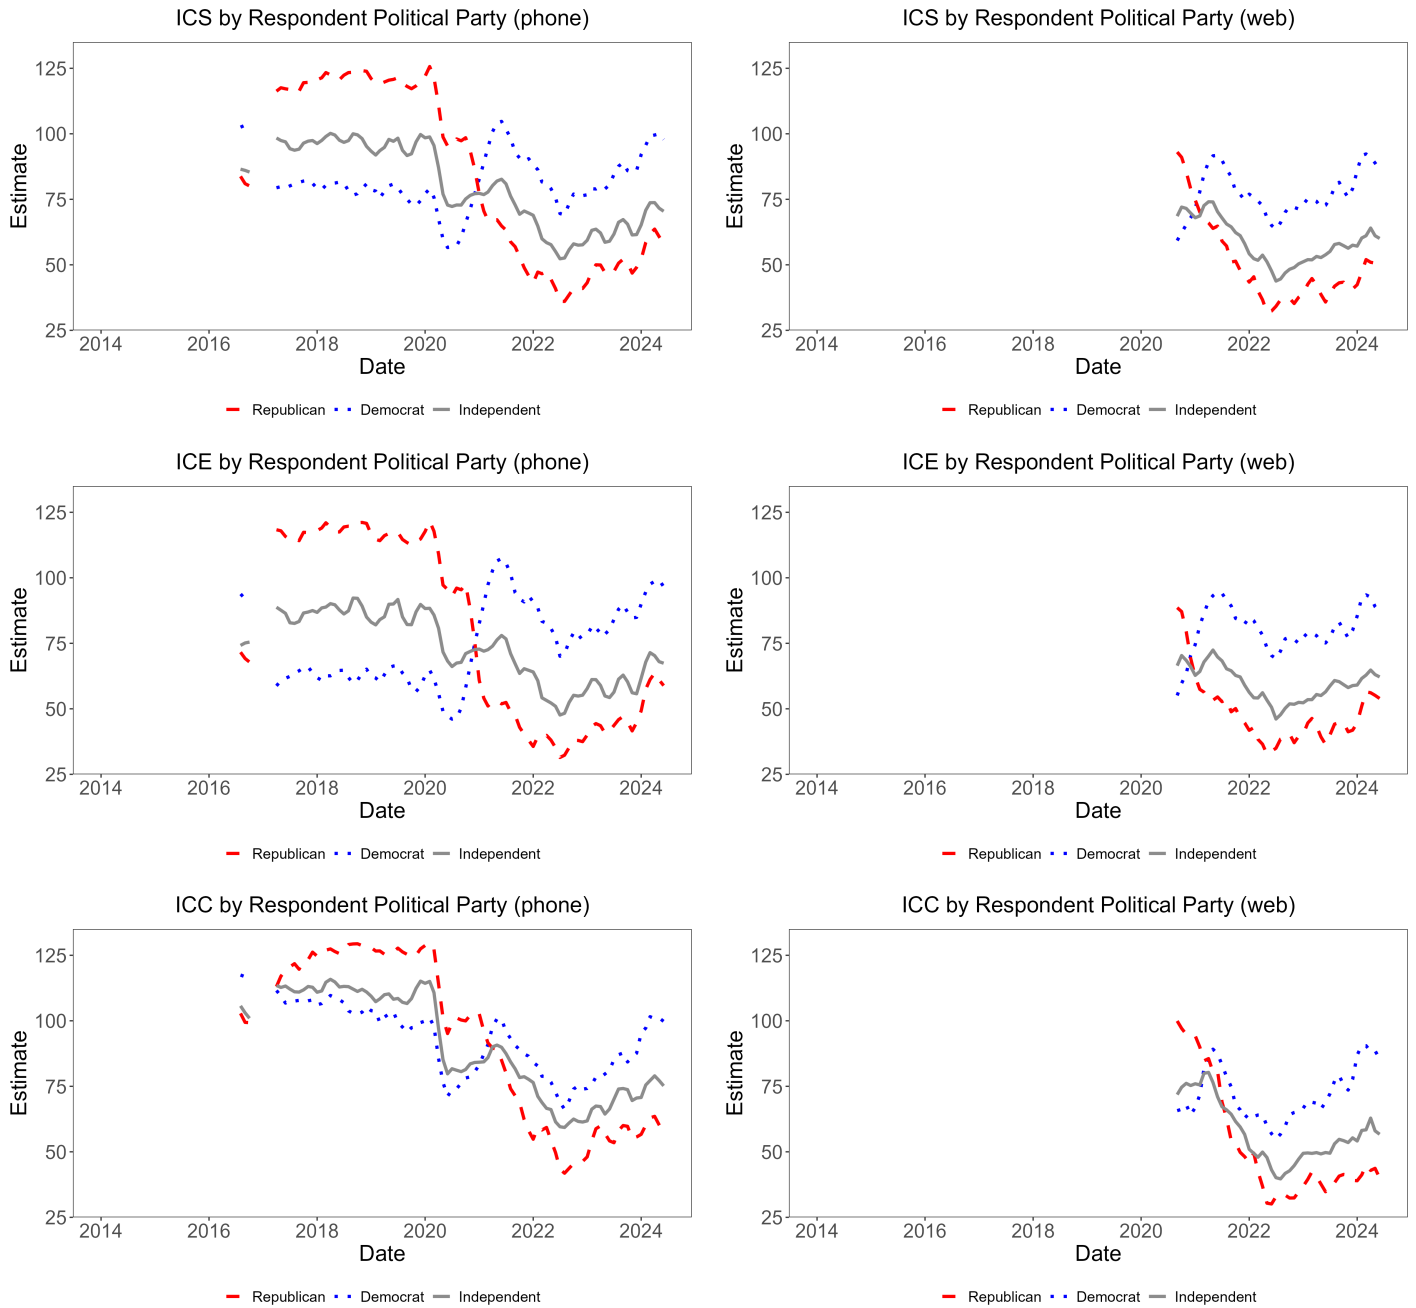 ICS by Respondent Political Party (phone)
Estimate
125
100
75
50
25
2014 2016 2018 2020 2022 2024
Date
Republican Democrat Independent
ICS by Respondent Political Party (web)
Estimate
125
100
75
50
25
2014 2016 2018 2020 2022 2024
Date
Republican Democrat Independent
ICE by Respondent Political Party (phone)
Estimate
125
100
75
50
25
2014 2016 2018 2020 2022 2024
Date
Republican Democrat Independent
ICE by Respondent Political Party (web)
Estimate
125
100
75
50
25
2014 2016 2018 2020 2022 2024
Date
Republican Democrat Independent
ICC by Respondent Political Party (phone)
Estimate
125
100
75
50
25
2014 2016 2018 2020 2022 2024
Date
Republican Democrat Independent
ICC by Respondent Political Party (web)
Estimate
125
100
75
50
25
2014 2016 2018 2020 2022 2024
Date
Republican Democrat Independent